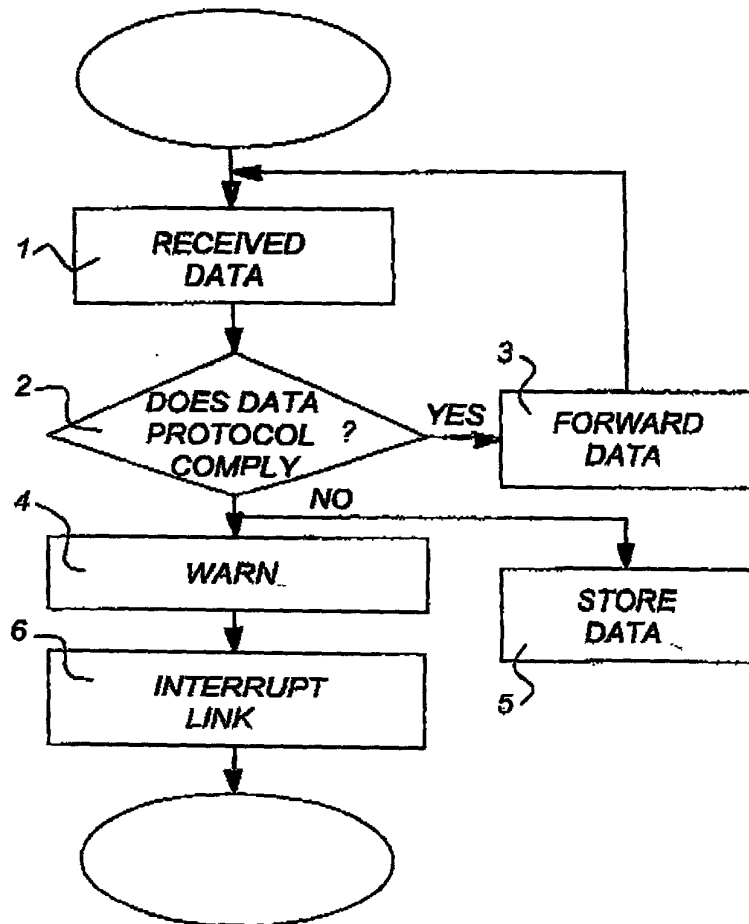 1
RECEIVED
DATA
2
DOES DATA
PROTOCOL ?
COMPLY
YES
3
FORWARD
DATA
NO
4
WARN
5
STORE
DATA
6
INTERRUPT
LINK